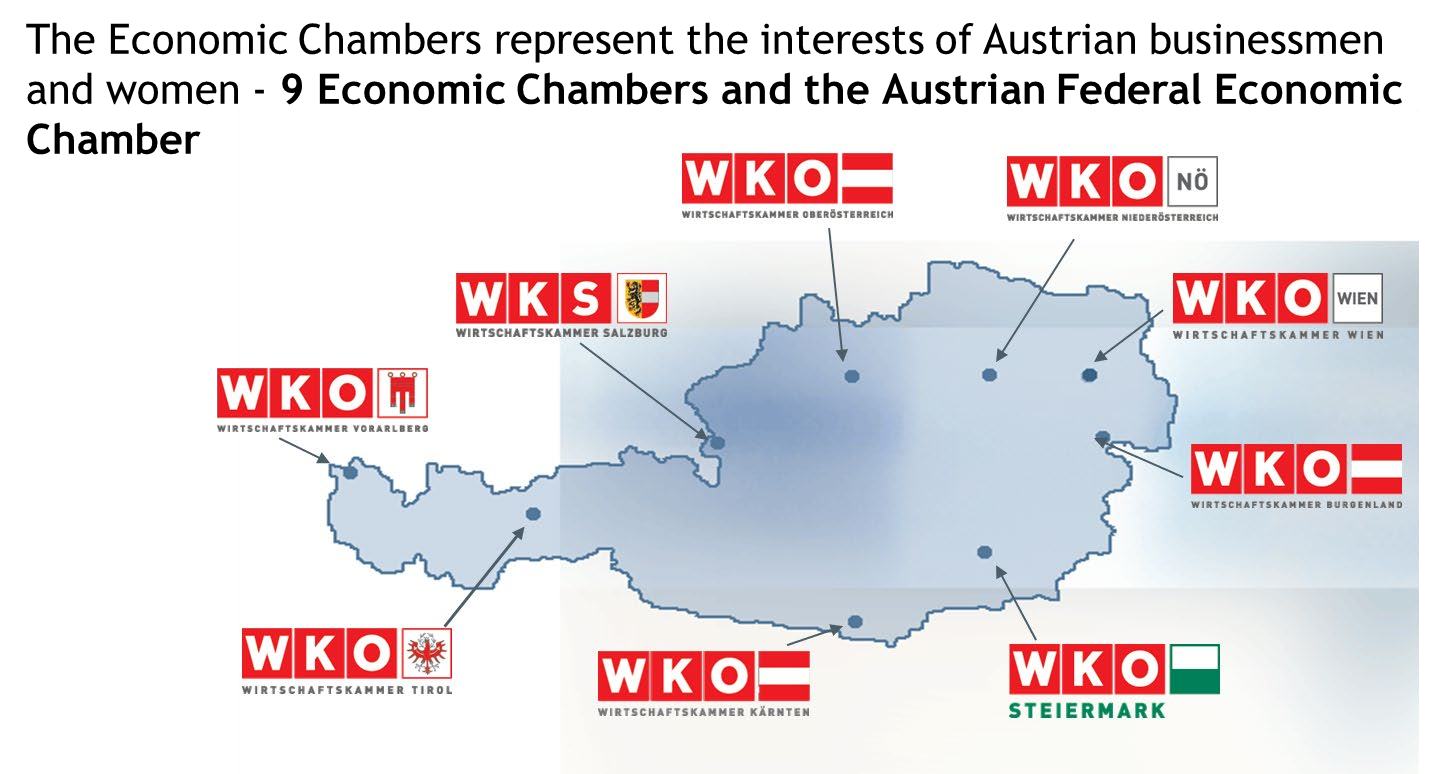 The Economic Chambers represent the interests of Austrian businessmen
and women - 9 Economic Chambers and the Austrian Federal Economic
Chamber
WKO
WIRTSCHAFTSKAMMER OBERÖSTERREICH
WKO NÖ
WIRTSCHAFTSKAMMER NIEDERÖSTERREICH
WKS
WIRTSCHAFTSKAMMER SALZBURG
WKO WIEN
WIRTSCHAFTSKAMMER WIEN
WKO
WIRTSCHAFTSKAMMER VORARLBERG
WKO
WIRTSCHAFTSKAMMER BURGENLAND
WKO
WIRTSCHAFTSKAMMER TIROL
WKO
WIRTSCHAFTSKAMMER KÄRNTEN
WKO
STEIERMARK